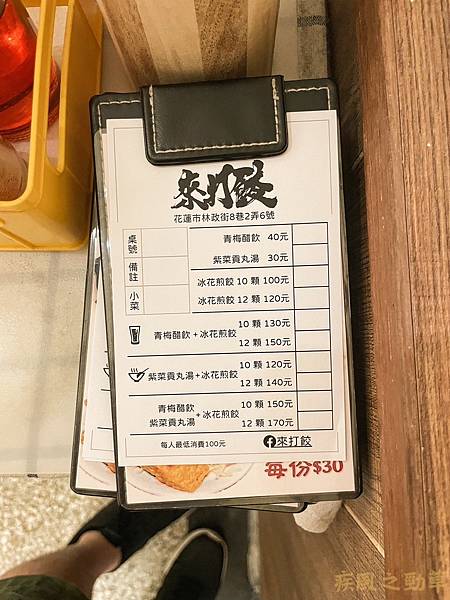 來打餃
花蓮市林政街8巷2弄6號
桌號
備註
小菜
青梅醋飲 40元
紫菜貢丸湯 30元
冰花煎餃 10 顆 100元
冰花煎餃 12 顆 120元
青梅醋飲 + 冰花煎餃
10 顆 130元
12 顆 150元
紫菜貢丸湯 + 冰花煎餃
10 顆 120元
12 顆 140元
青梅醋飲
紫菜貢丸湯
+ 冰花煎餃
10 顆 150元
12 顆 170元
每人最低消費100元
來打餃
每份$30
疾風之勁草